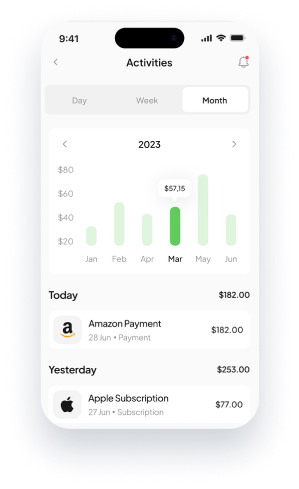 9:41
Activities
Day Week Month
2023
$80
$60
$57,15
$40
$20
Jan Feb Apr Mar May Jun
Today $182.00
a Amazon Payment $182.00
28 Jun • Payment
Yesterday $253.00
Apple Subscription $77.00
27 Jun • Subscription